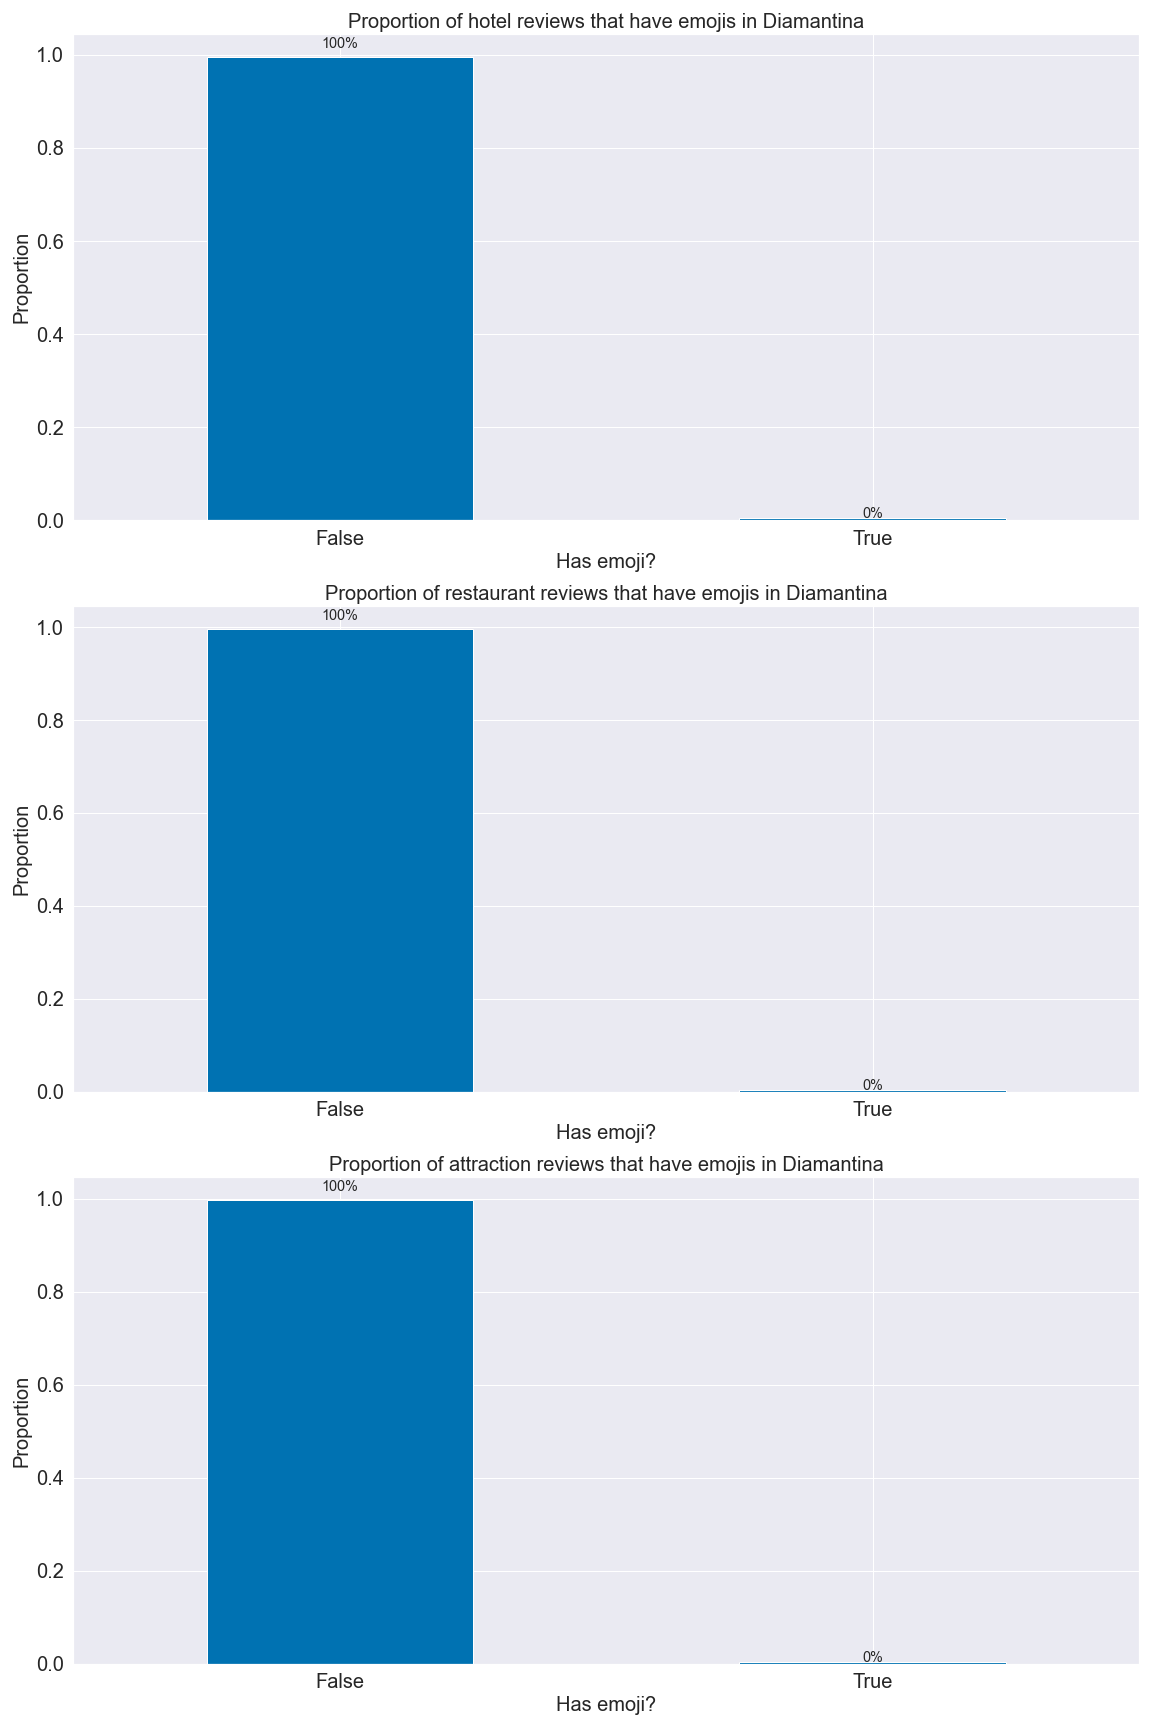 Proportion of hotel reviews that have emojis in Diamantina
100%
1.0
0.8
0.6
0.4
0.2
0.0
Proportion
0%
False True
Has emoji?
Proportion of restaurant reviews that have emojis in Diamantina
100%
1.0
0.8
0.6
0.4
0.2
0.0
Proportion
0%
False True
Has emoji?
Proportion of attraction reviews that have emojis in Diamantina
100%
1.0
0.8
0.6
0.4
0.2
0.0
Proportion
0%
False True
Has emoji?